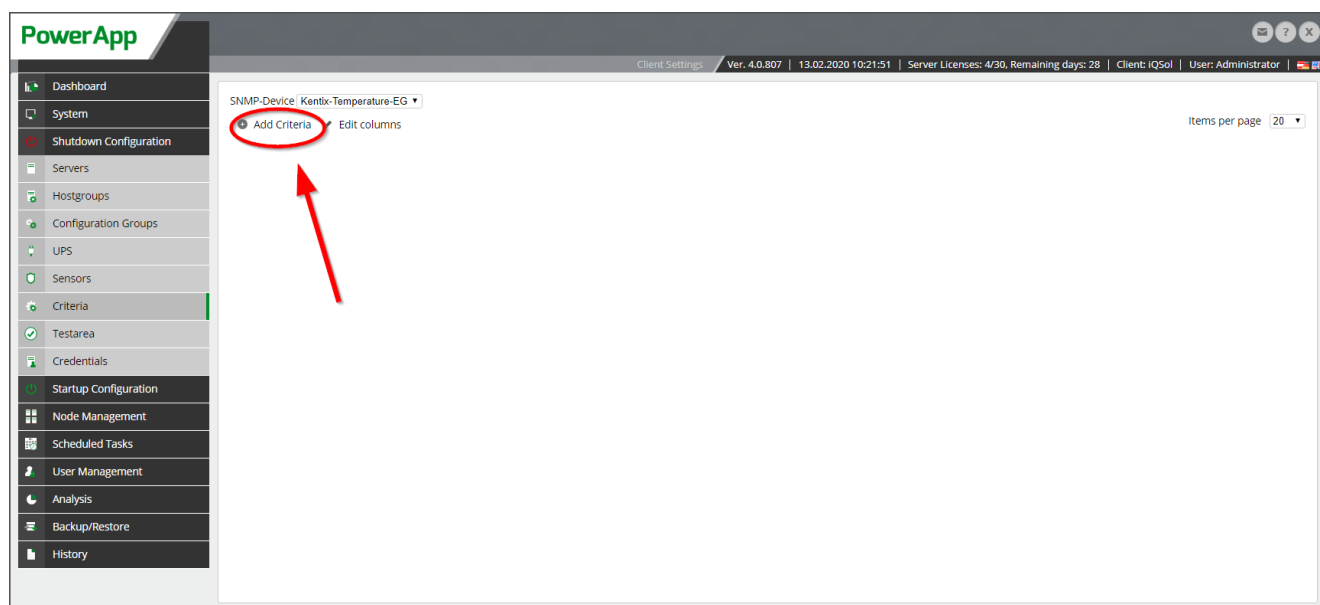 PowerApp
Client Settings Ver. 4.0.807 | 13.02.2020 10:21:51 | Server Licenses: 4/30, Remaining days: 28 | Client: iQSol | User: Administrator |
Dashboard
System
Shutdown Configuration
Servers
Hostgroups
Configuration Groups
UPS
Sensors
Criteria
Testarea
Credentials
Startup Configuration
Node Management
Scheduled Tasks
User Management
Analysis
Backup/Restore
History
SNMP-Device Kentix-Temperature-EG
Add Criteria Edit columns
Items per page 20